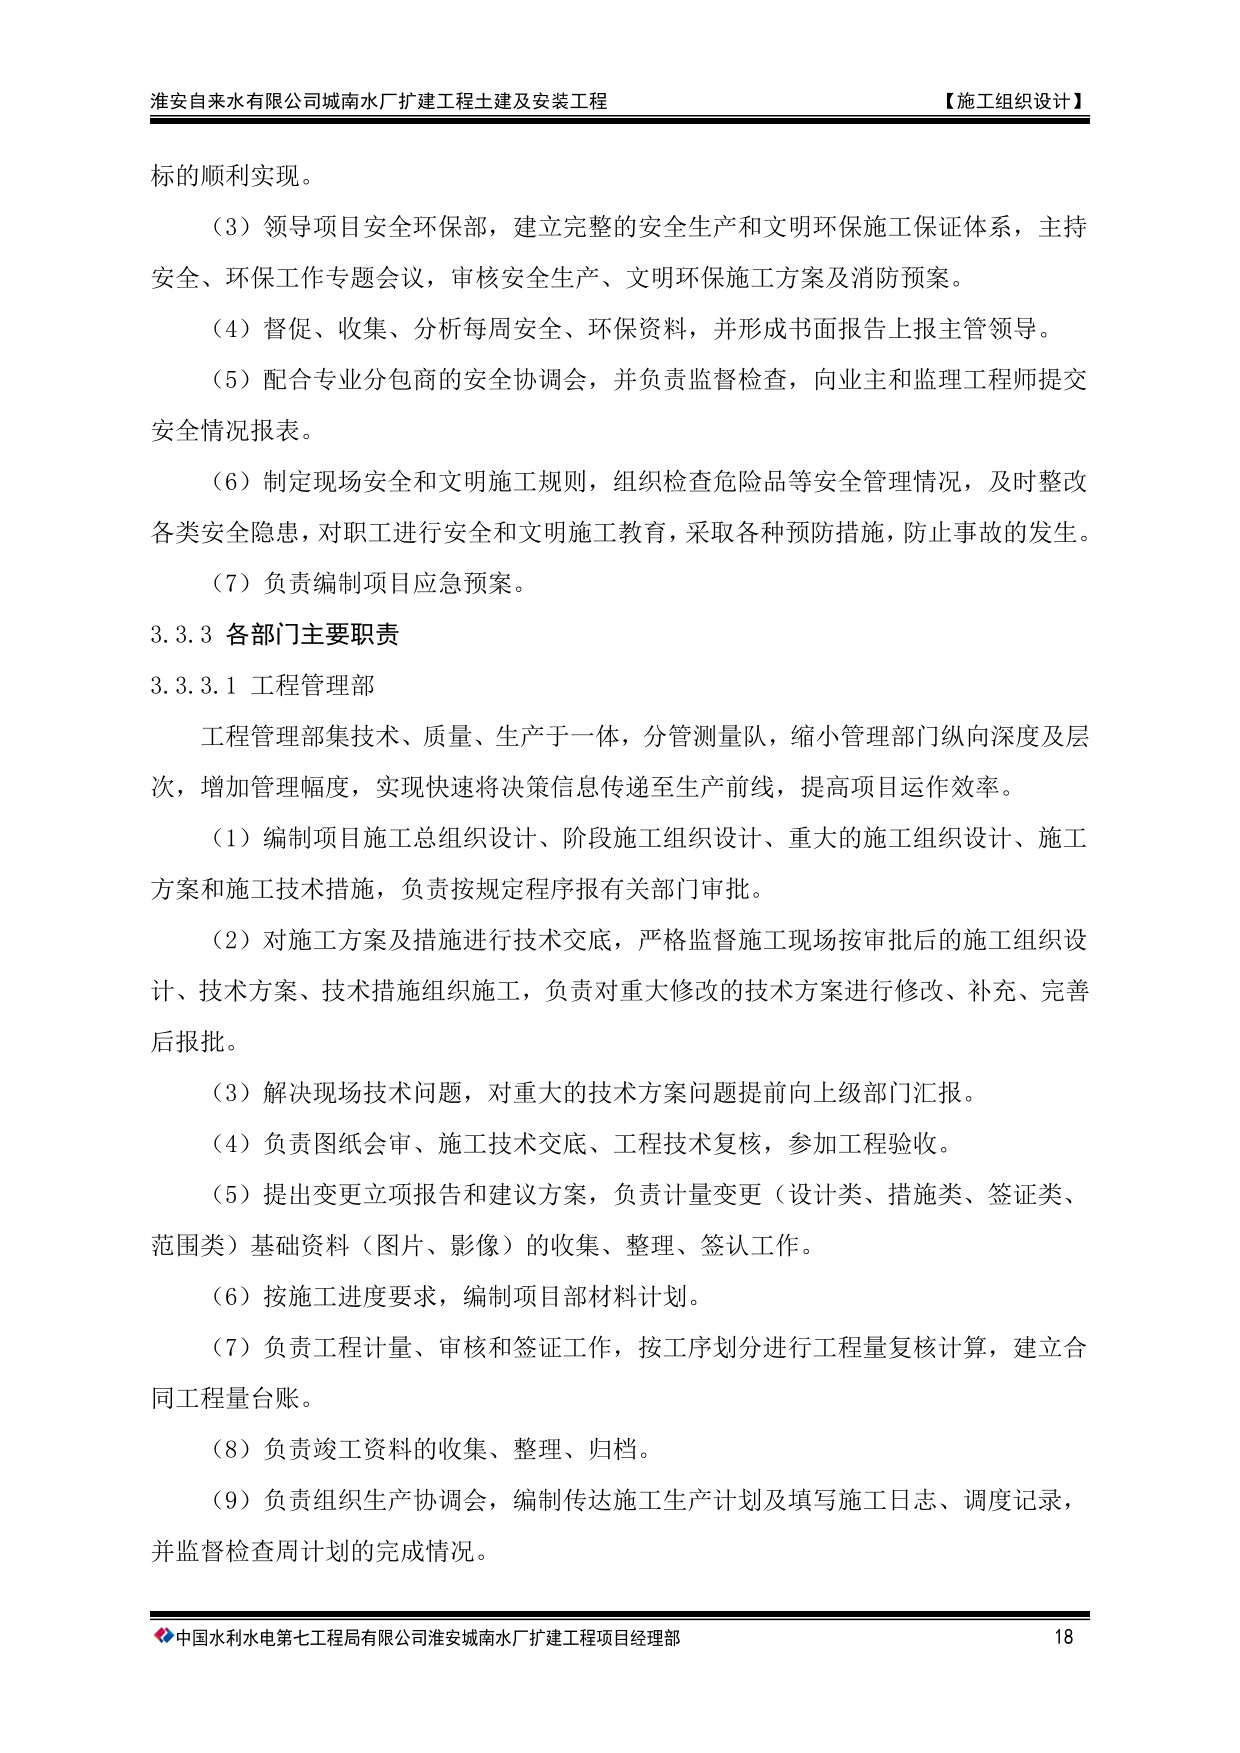 淮安自来水有限公司城南水厂扩建工程土建及安装工程 【施工组织设计】
标的顺利实现。
（3）领导项目安全环保部，建立完整的安全生产和文明环保施工保证体系，主持
安全、环保工作专题会议，审核安全生产、文明环保施工方案及消防预案。
（4）督促、收集、分析每周安全、环保资料，并形成书面报告上报主管领导。
（5）配合专业分包商的安全协调会，并负责监督检查，向业主和监理工程师提交
安全情况报表。
（6）制定现场安全和文明施工规则，组织检查危险品等安全管理情况，及时整改
各类安全隐患，对职工进行安全和文明施工教育，采取各种预防措施，防止事故的发生。
（7）负责编制项目应急预案。
3.3.3 各部门主要职责
3.3.3.1 工程管理部
工程管理部集技术、质量、生产于一体，分管测量队，缩小管理部门纵向深度及层
次，增加管理幅度，实现快速将决策信息传递至生产前线，提高项目运作效率。
（1）编制项目施工总组织设计、阶段施工组织设计、重大的施工组织设计、施工
方案和施工技术措施，负责按规定程序报有关部门审批。
（2）对施工方案及措施进行技术交底，严格监督施工现场按审批后的施工组织设
计、技术方案、技术措施组织施工，负责对重大修改的技术方案进行修改、补充、完善
后报批。
（3）解决现场技术问题，对重大的技术方案问题提前向上级部门汇报。
（4）负责图纸会审、施工技术交底、工程技术复核，参加工程验收。
（5）提出变更立项报告和建议方案，负责计量变更（设计类、措施类、签证类、
范围类）基础资料（图片、影像）的收集、整理、签认工作。
（6）按施工进度要求，编制项目部材料计划。
（7）负责工程计量、审核和签证工作，按工序划分进行工程量复核计算，建立合
同工程量台账。
（8）负责竣工资料的收集、整理、归档。
（9）负责组织生产协调会，编制传达施工生产计划及填写施工日志、调度记录，
并监督检查周计划的完成情况。
中国水利水电第七工程局有限公司淮安城南水厂扩建工程项目经理部 18